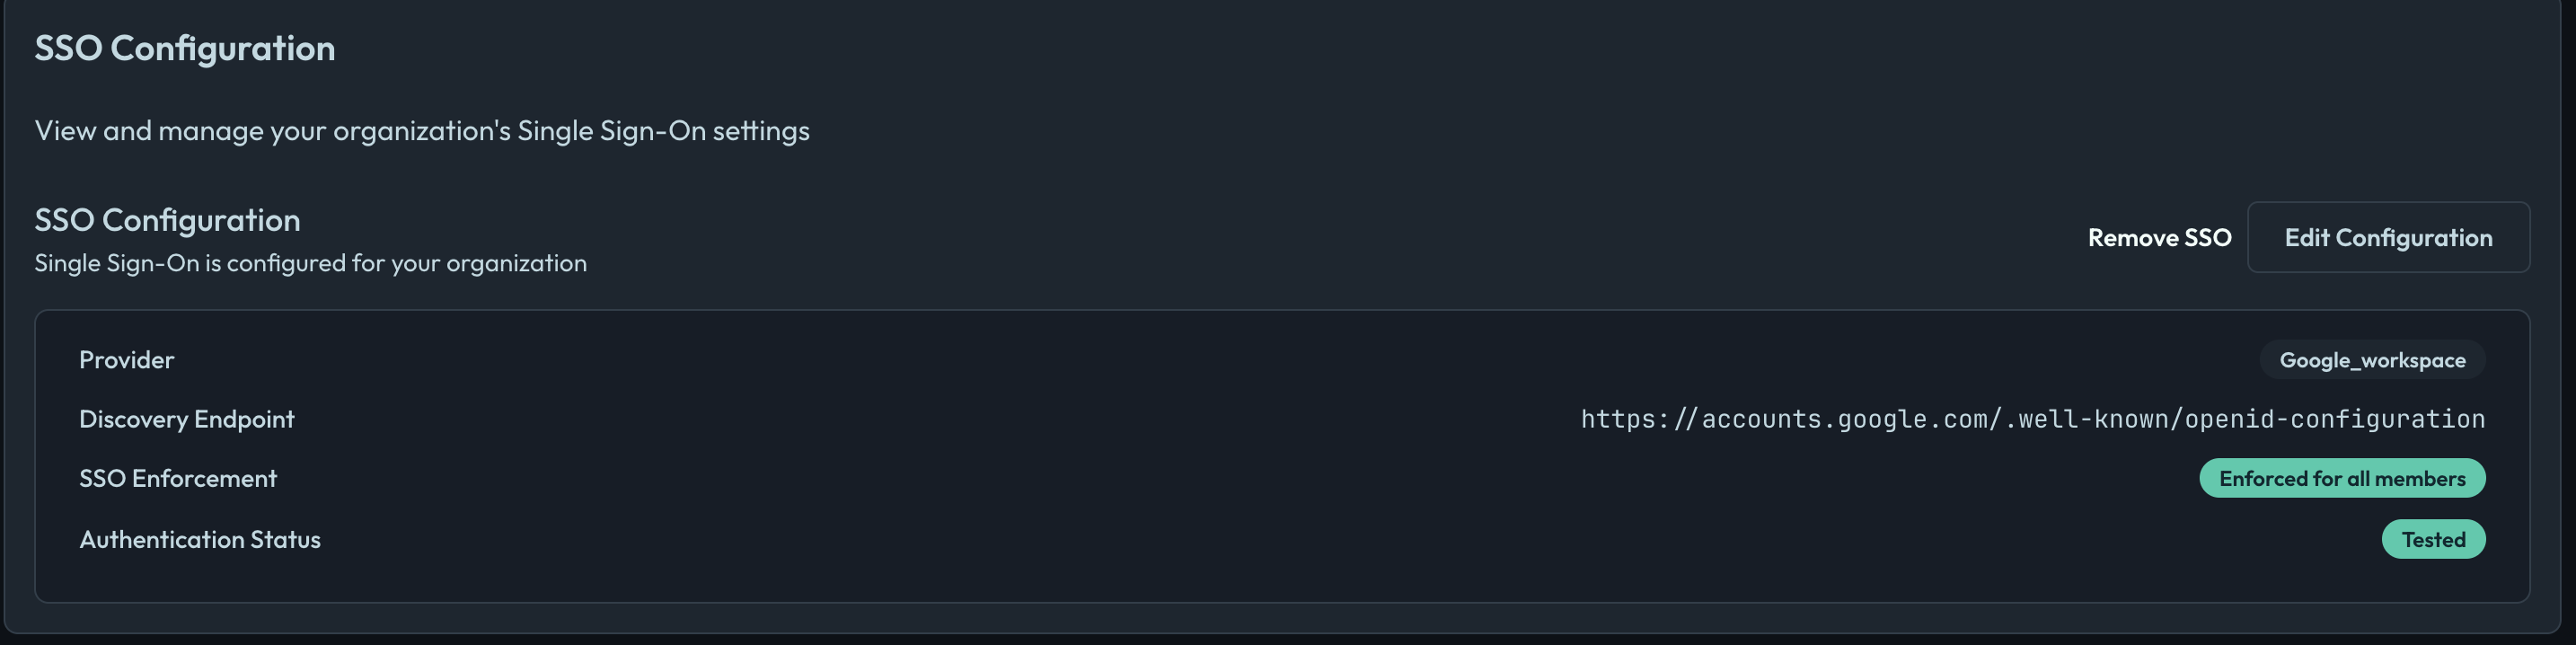 SSO Configuration
View and manage your organization's Single Sign-On settings
SSO Configuration
Single Sign-On is configured for your organization
Remove SSO
Edit Configuration
Provider
Google_workspace
Discovery Endpoint
https://accounts.google.com/.well-known/openid-configuration
SSO Enforcement
Enforced for all members
Authentication Status
Tested